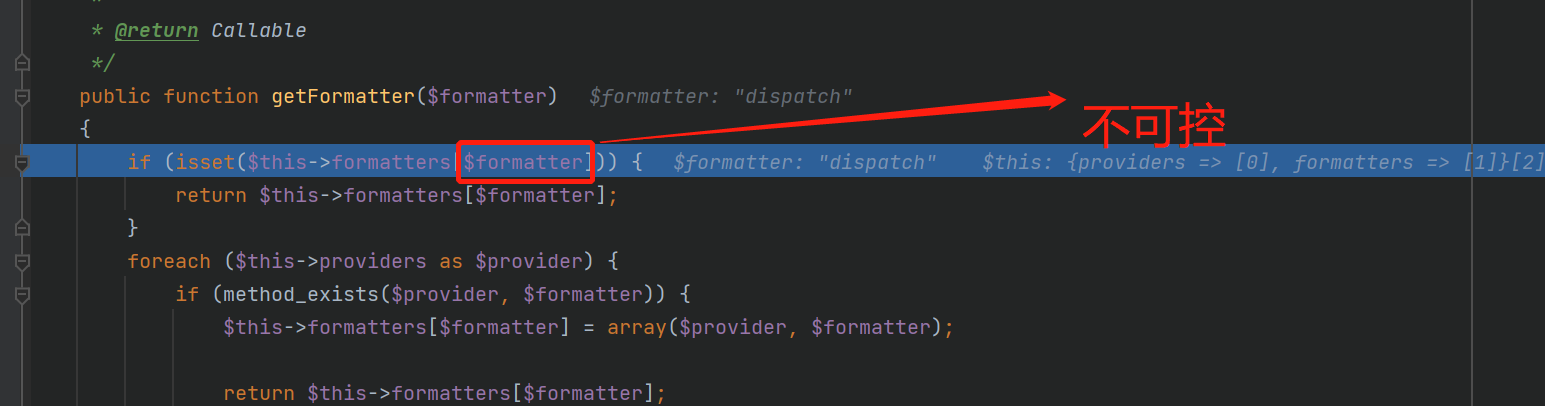 *
* @return Callable
*/
public function getFormatter($formatter) $formatter: "dispatch"
{
if (isset($this->formatters[$formatter])) { $formatter: "dispatch" $this: {providers => [0], formatters => [1]}[2]
return $this->formatters[$formatter];
}
foreach ($this->providers as $provider) {
if (method_exists($provider, $formatter)) {
$this->formatters[$formatter] = array($provider, $formatter);
return $this->formatters[$formatter];
不可控